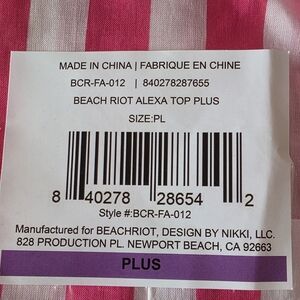 MADE IN CHINA | FABRIQUE EN CHINE
BCR-FA-012 | 840278287655
BEACH RIOT ALEXA TOP PLUS
SIZE:PL
8 40278 28654 2
Style #:BCR-FA-012
Manufactured for BEACHRIOT, DESIGN BY NIKKI, LLC.
828 PRODUCTION PL. NEWPORT BEACH, CA 92663
PLUS